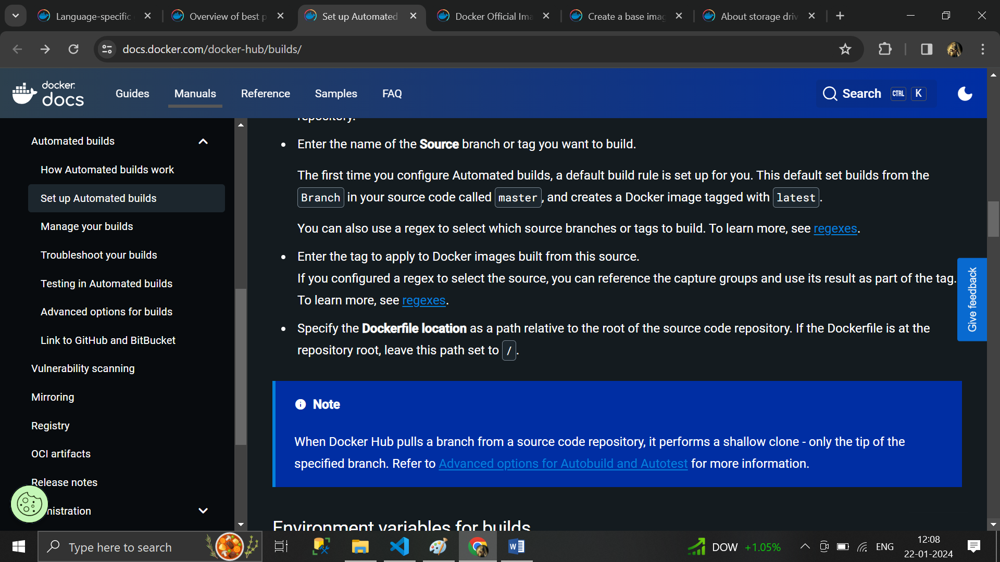 Language-specific
Overview of best p
Set up Automated
Docker Official Ima
Create a base imag
About storage driv
docs.docker.com/docker-hub/builds/
docker
docs
Guides
Manuals
Reference
Samples
FAQ
Search
CTRL
K
Automated builds
How Automated builds work
Set up Automated builds
Manage your builds
Troubleshoot your builds
Testing in Automated builds
Advanced options for builds
Link to GitHub and BitBucket
Vulnerability scanning
Mirroring
Registry
OCI artifacts
Release notes
nistration
repository.
Enter the name of the Source branch or tag you want to build.
The first time you configure Automated builds, a default build rule is set up for you. This default set builds from the
Branch in your source code called master, and creates a Docker image tagged with latest.
You can also use a regex to select which source branches or tags to build. To learn more, see regexes.
Enter the tag to apply to Docker images built from this source.
If you configured a regex to select the source, you can reference the capture groups and use its result as part of the tag.
To learn more, see regexes.
Specify the Dockerfile location as a path relative to the root of the source code repository. If the Dockerfile is at the
repository root, leave this path set to /.
Note
When Docker Hub pulls a branch from a source code repository, it performs a shallow clone - only the tip of the
specified branch. Refer to Advanced options for Autobuild and Autotest for more information.
Environment variables for builds
Give feedback
Type here to search
DOW +1.05%
ENG
12:08
22-01-2024